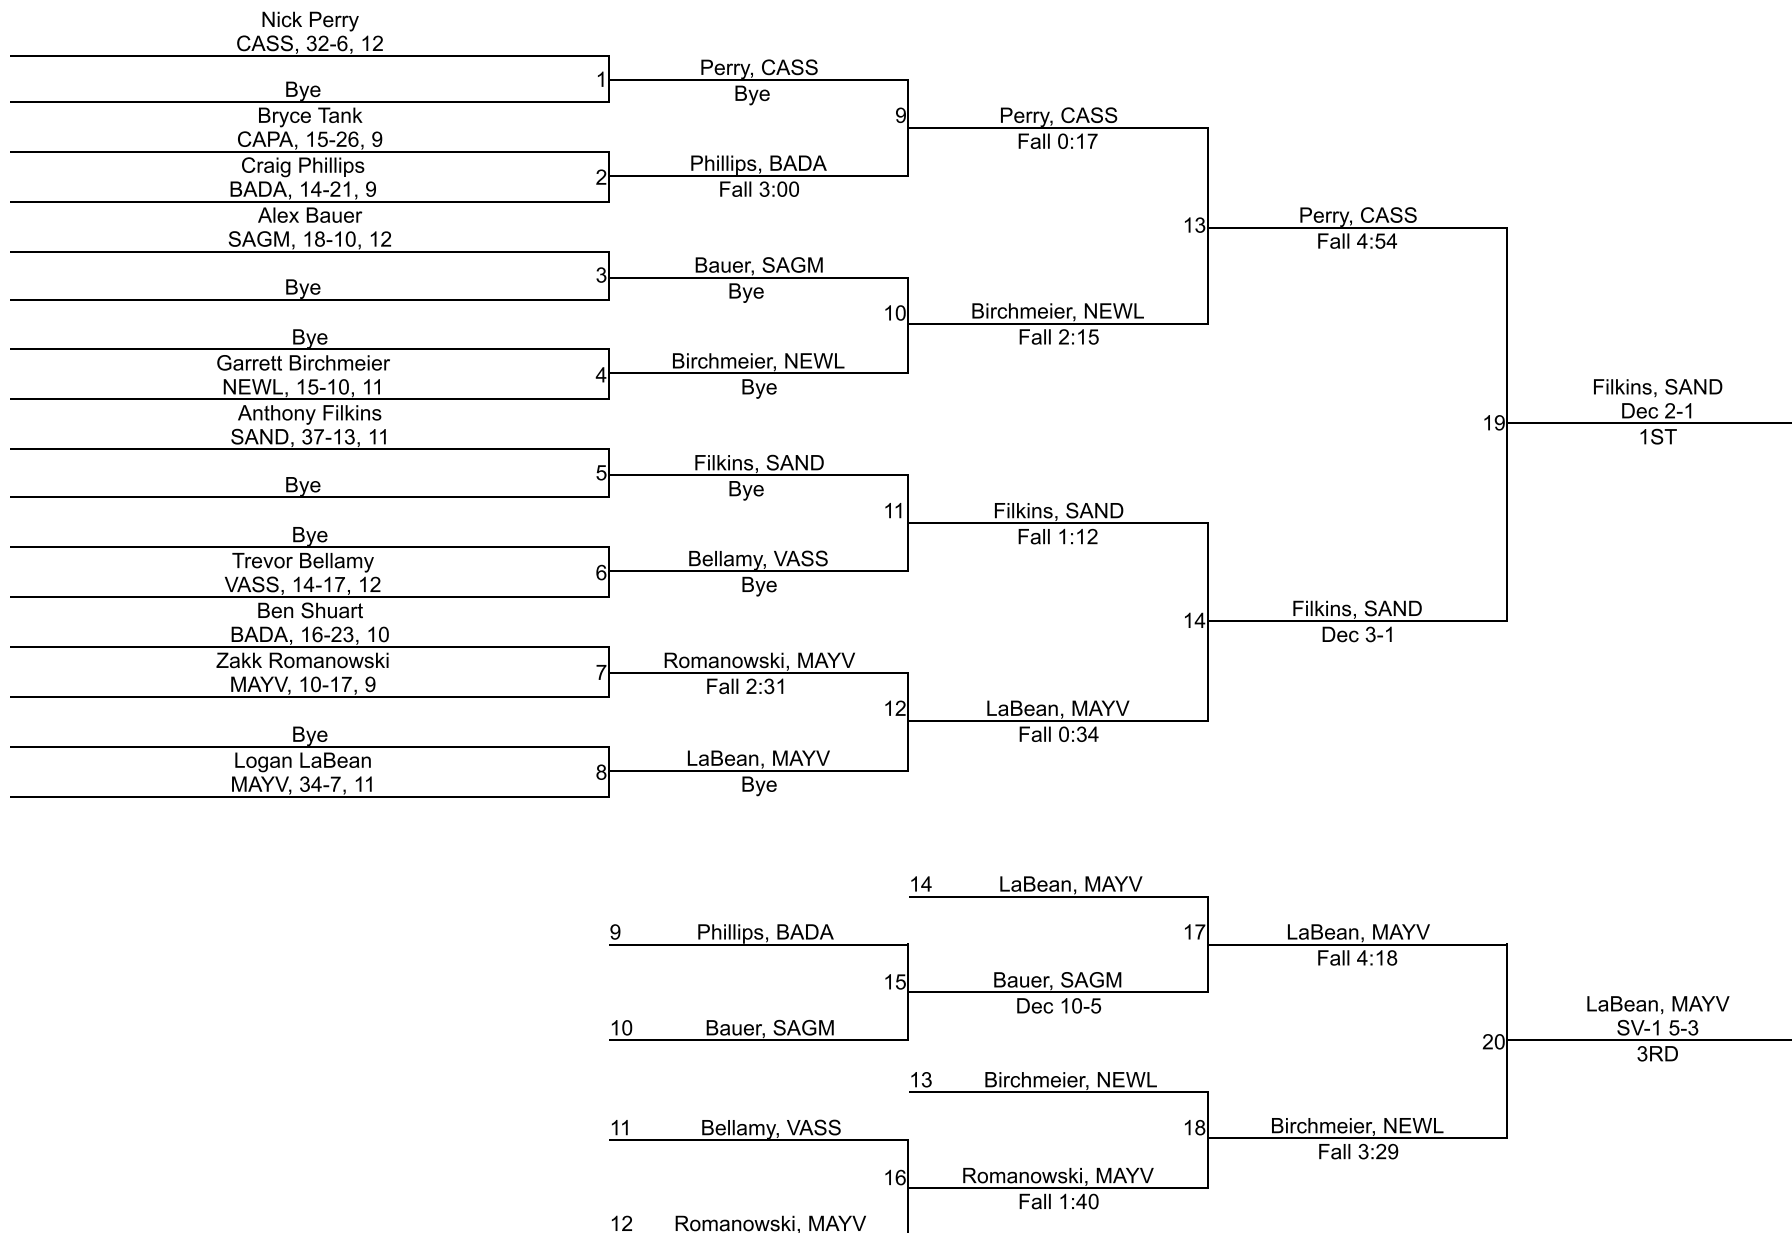 Nick Perry
CASS, 32-6, 12
Bye
1
Bryce Tank
CAPA, 15-26, 9
Craig Phillips
BADA, 14-21, 9
2
Alex Bauer
SAGM, 18-10, 12
Bye
3
Bye
Garrett Birchmeier
NEWL, 15-10, 11
4
Anthony Filkins
SAND, 37-13, 11
Bye
5
Bye
Trevor Bellamy
VASS, 14-17, 12
6
Ben Shuart
BADA, 16-23, 10
Zakk Romanowski
MAYV, 10-17, 9
7
Bye
Logan LaBean
MAYV, 34-7, 11
8
Perry, CASS
Bye
9
Phillips, BADA
Fall 3:00
Bauer, SAGM
Bye
10
Birchmeier, NEWL
Bye
Filkins, SAND
Bye
11
Bellamy, VASS
Bye
Romanowski, MAYV
Fall 2:31
12
LaBean, MAYV
Bye
Perry, CASS
Fall 0:17
13
Birchmeier, NEWL
Fall 2:15
Filkins, SAND
Fall 1:12
14
LaBean, MAYV
Fall 0:34
Perry, CASS
Fall 4:54
19
Filkins, SAND
Dec 3-1
Filkins, SAND
Dec 2-1
1ST
14 LaBean, MAYV
9 Phillips, BADA
15
10 Bauer, SAGM
Bauer, SAGM
Dec 10-5
17
13 Birchmeier, NEWL
11 Bellamy, VASS
16
12 Romanowski, MAYV
Romanowski, MAYV
Fall 1:40
18
LaBean, MAYV
Fall 4:18
20
Birchmeier, NEWL
Fall 3:29
LaBean, MAYV
SV-1 5-3
3RD